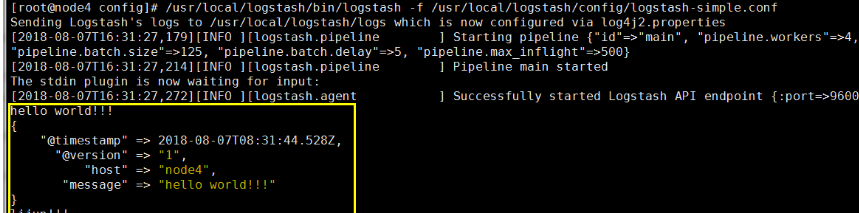 [root@node4 config]# /usr/local/logstash/bin/logstash -f /usr/local/logstash/config/logstash-simple.conf
Sending Logstash's logs to /usr/local/logstash/logs which is now configured via log4j2.properties
[2018-08-07T16:31:27,179][INFO ][logstash.pipeline        ] Starting pipeline {"id"=>"main", "pipeline.workers"=>4,
"pipeline.batch.size"=>125, "pipeline.batch.delay"=>5, "pipeline.max_inflight"=>500}
[2018-08-07T16:31:27,214][INFO ][logstash.pipeline        ] Pipeline main started
The stdin plugin is now waiting for input:
[2018-08-07T16:31:27,272][INFO ][logstash.agent           ] Successfully started Logstash API endpoint {:port=>9600
hello world!!!
{
    "@timestamp" => 2018-08-07T08:31:44.528Z,
      "@version" => "1",
          "host" => "node4",
       "message" => "hello world!!!"
}